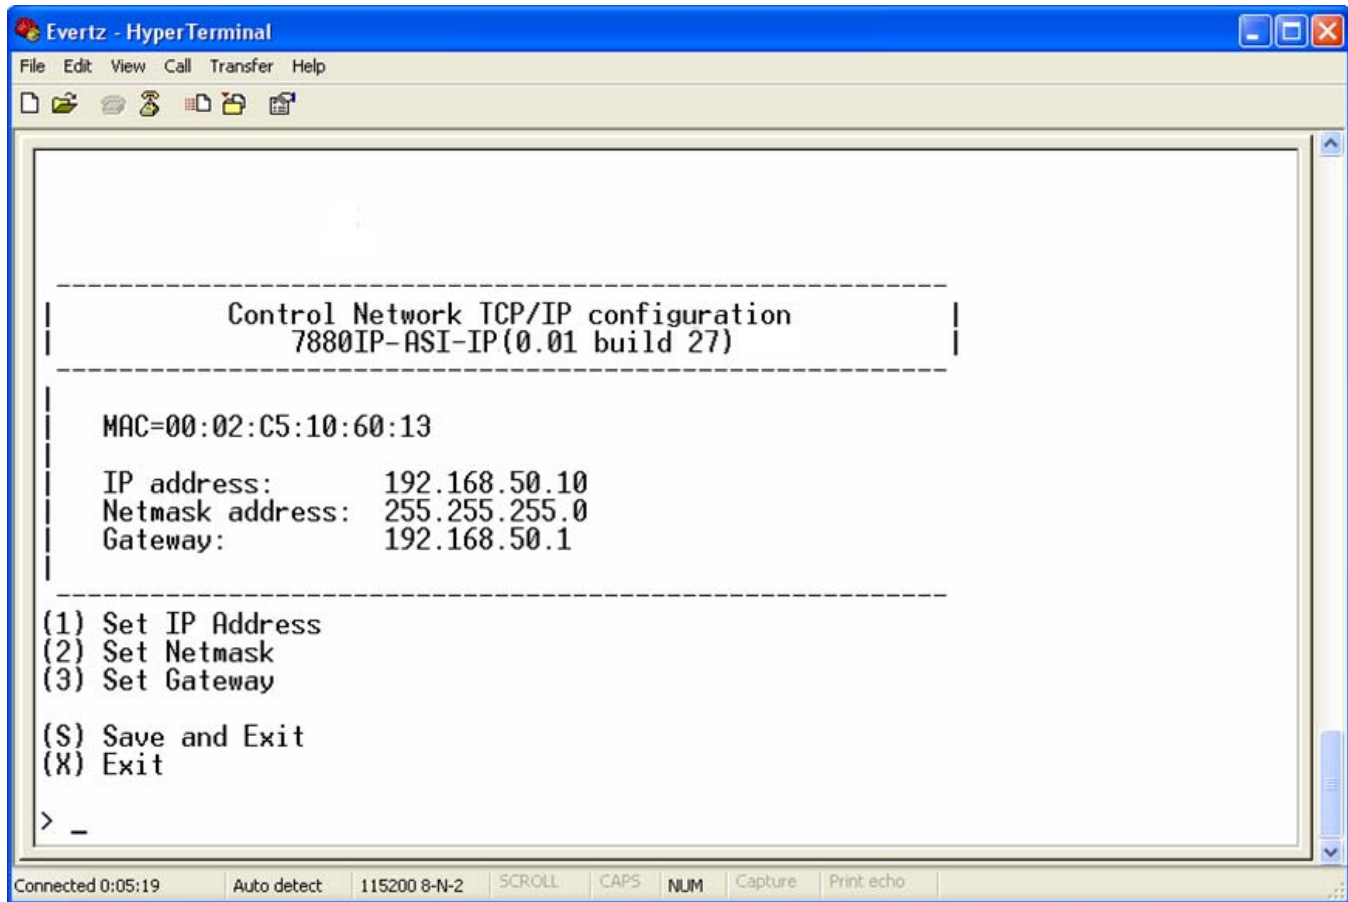 Evertz - HyperTerminal
File Edit View Call Transfer Help
Control Network TCP/IP configuration
7880IP-ASI-IP(0.01 build 27)
MAC=00:02:C5:10:60:13
IP address: 192.168.50.10
Netmask address: 255.255.255.0
Gateway: 192.168.50.1
(1) Set IP Address
(2) Set Netmask
(3) Set Gateway
(S) Save and Exit
(X) Exit
> _
Connected 0:05:19 Auto detect 115200 8-N-2 SCROLL CAPS NUM Capture Print echo